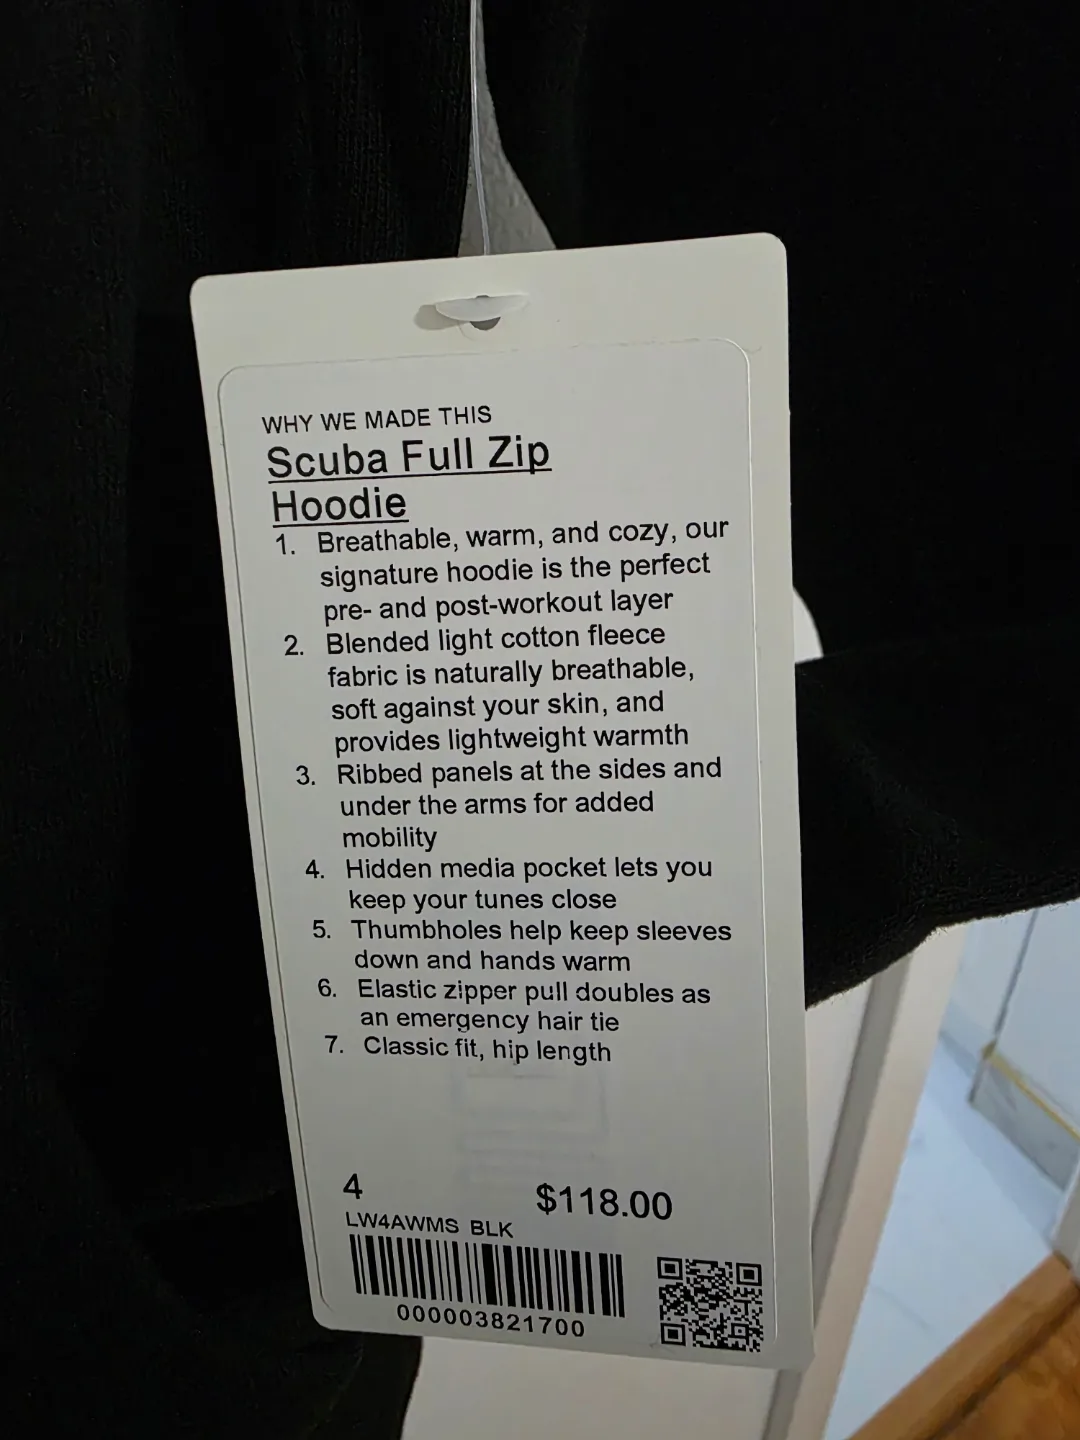 WHY WE MADE THIS
Scuba Full Zip
Hoodie
1. Breathable, warm, and cozy, our
signature hoodie is the perfect
pre- and post-workout layer
2. Blended light cotton fleece
fabric is naturally breathable,
soft against your skin, and
provides lightweight warmth
3. Ribbed panels at the sides and
under the arms for added
mobility
4. Hidden media pocket lets you
keep your tunes close
5. Thumbholes help keep sleeves
down and hands warm
6. Elastic zipper pull doubles as
an emergency hair tie
7. Classic fit, hip length
4 $118.00
LW4AWMS BLK
000003821700